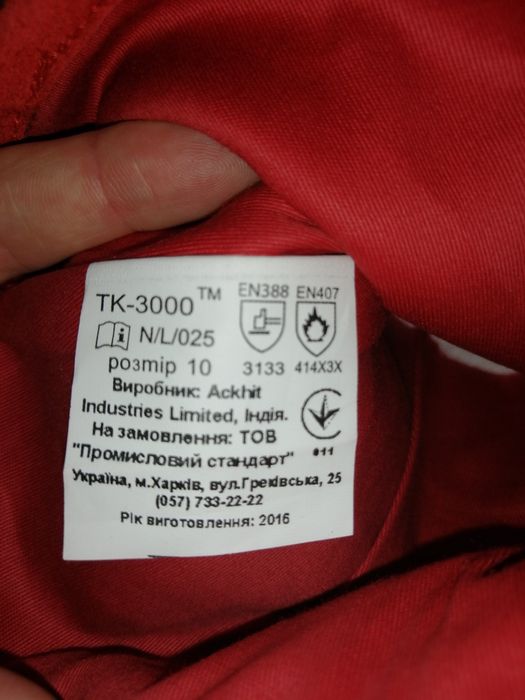 TK-3000™
EN388 EN407
N/L/025
розмір 10
3133 414X3X
Виробник: Ackhit
Industries Limited, Індія.
На замовлення: ТОВ
"Промисловий стандарт" 011
Україна, м.Харків, вул.Греківська, 25
(057) 733-22-22
Рік виготовлення: 2016